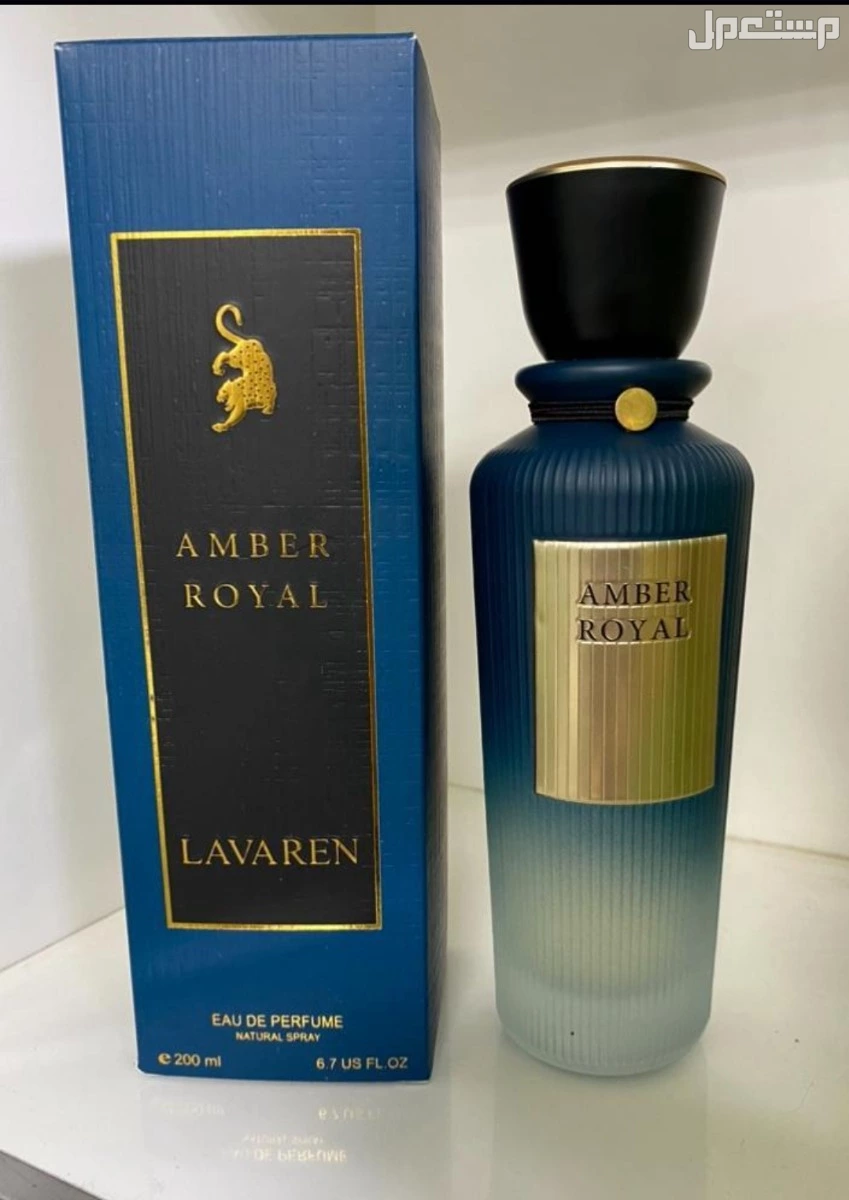 مستعمل
AMBER
ROYAL
LAVAREN
EAU DE PERFUME
NATURAL SPRAY
e 200 ml
6.7 US FL.OZ
AMBER
ROYAL